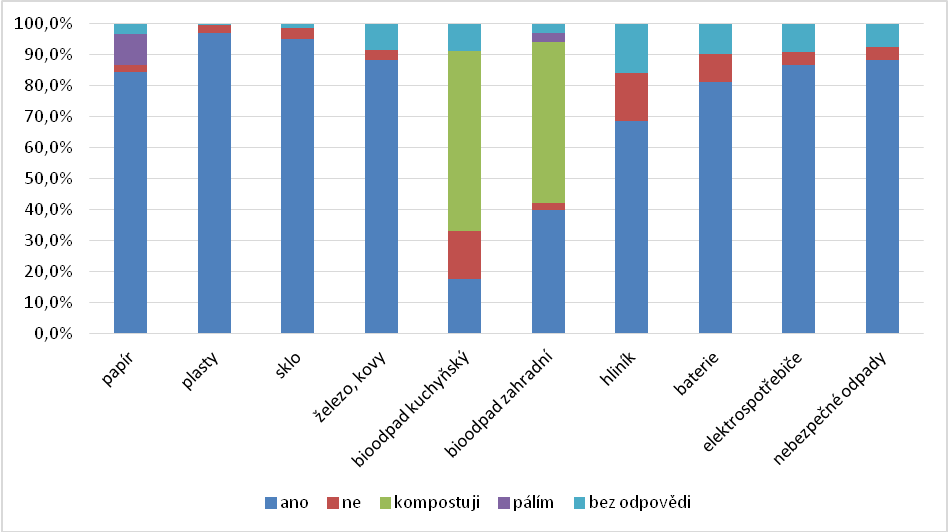 100,0%
90,0%
80,0%
70,0%
60,0%
50,0%
40,0%
30,0%
20,0%
10,0%
0,0%
papír
plasty
sklo
železo, kovy
bioodpad kuchyňský
bioodpad zahradní
hliník
baterie
elektrospotřebiče
nebezpečné odpady
ano ne kompostuji pálím bez odpovědi